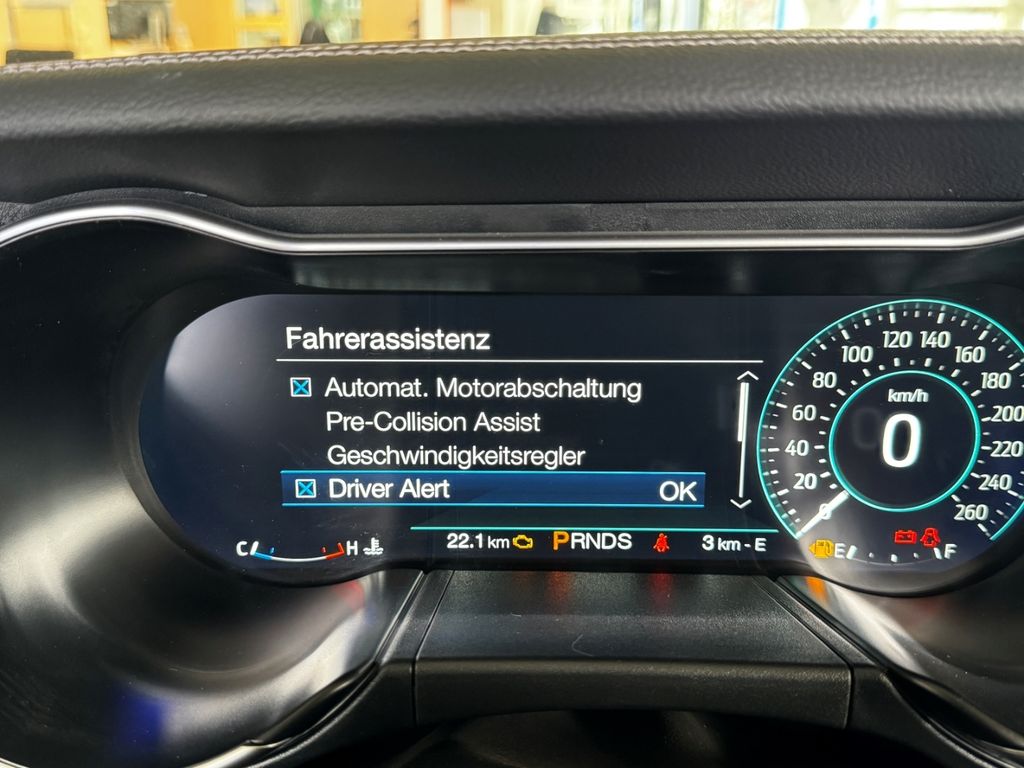 Fahrerassistenz
Automat. Motorabschaltung
Pre-Collision Assist
Geschwindigkeitsregler
Driver Alert OK
C H
22.1 km PRNDS 3 km - E
0 20 40 60 80 100 120 140 160 180 200 220 240 260
km/h
0
E F